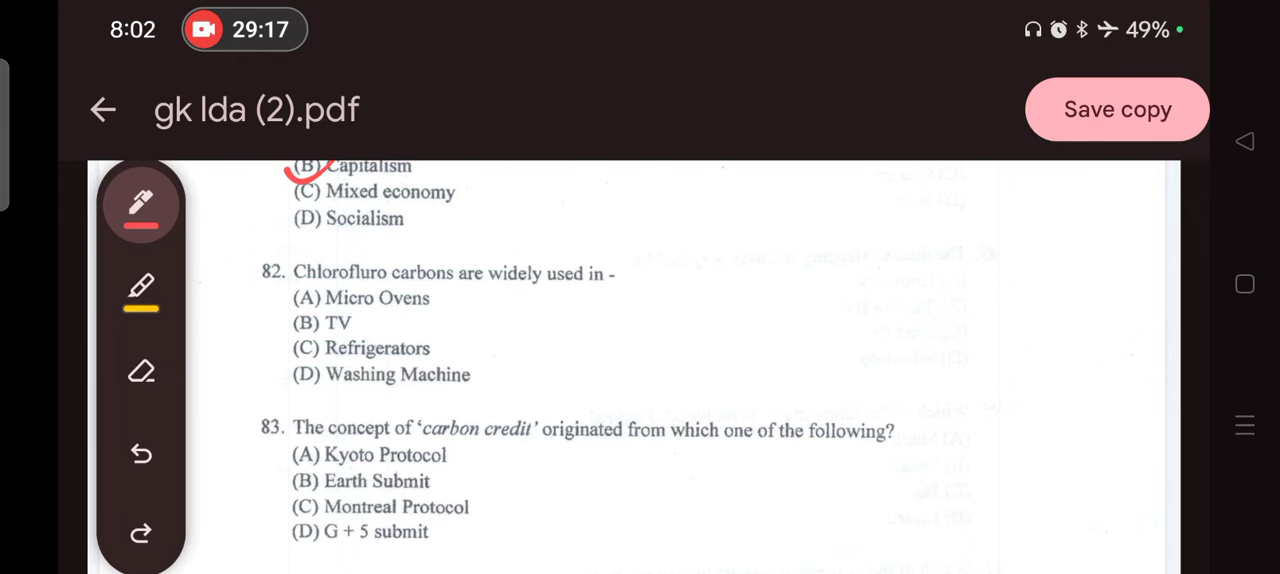 8:02
29:17
49%
gk lda (2).pdf
Save copy
(B) Capitalism
(C) Mixed economy
(D) Socialism
82. Chlorofluro carbons are widely used in -
(A) Micro Ovens
(B) TV
(C) Refrigerators
(D) Washing Machine
83. The concept of ‘carbon credit’ originated from which one of the following?
(A) Kyoto Protocol
(B) Earth Submit
(C) Montreal Protocol
(D) G + 5 submit